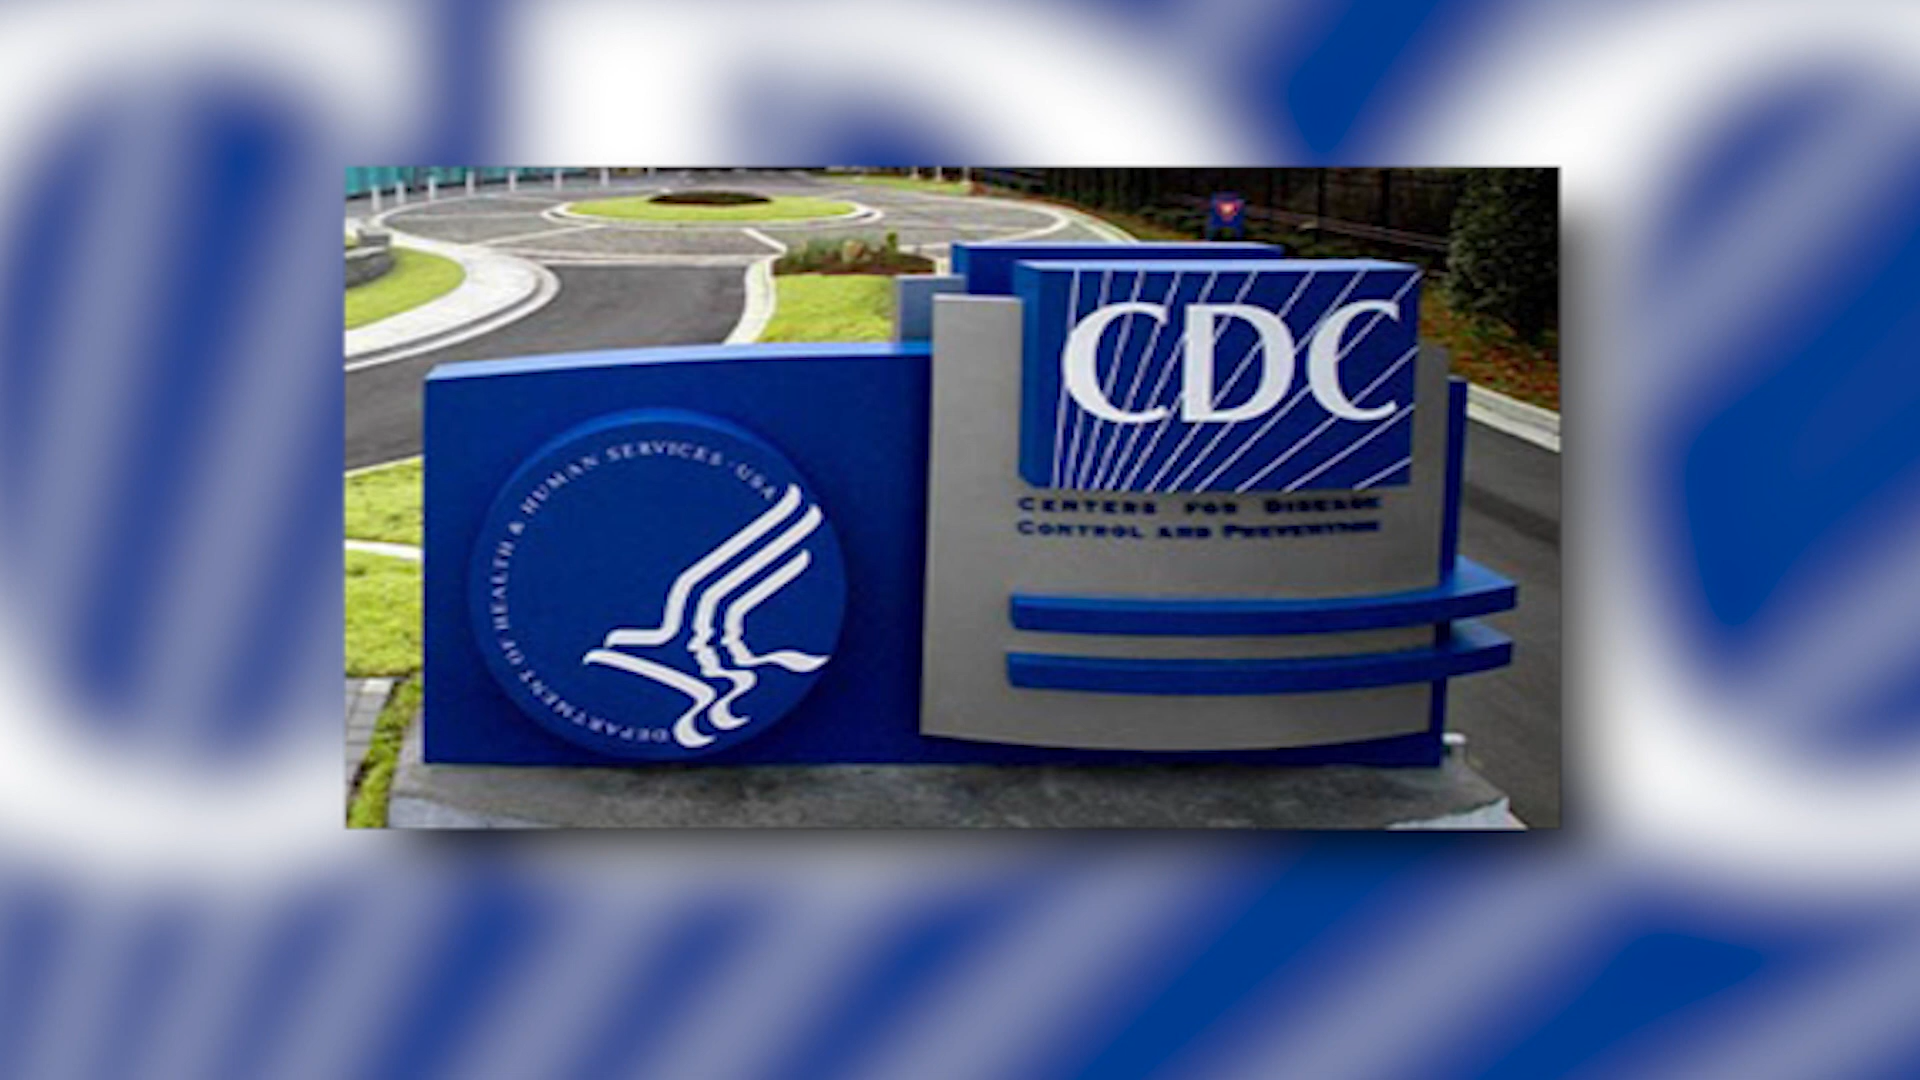 DEPARTMENT OF HEALTH & HUMAN SERVICES · USA
CDC
CENTERS FOR DISEASE
CONTROL AND PREVENTION